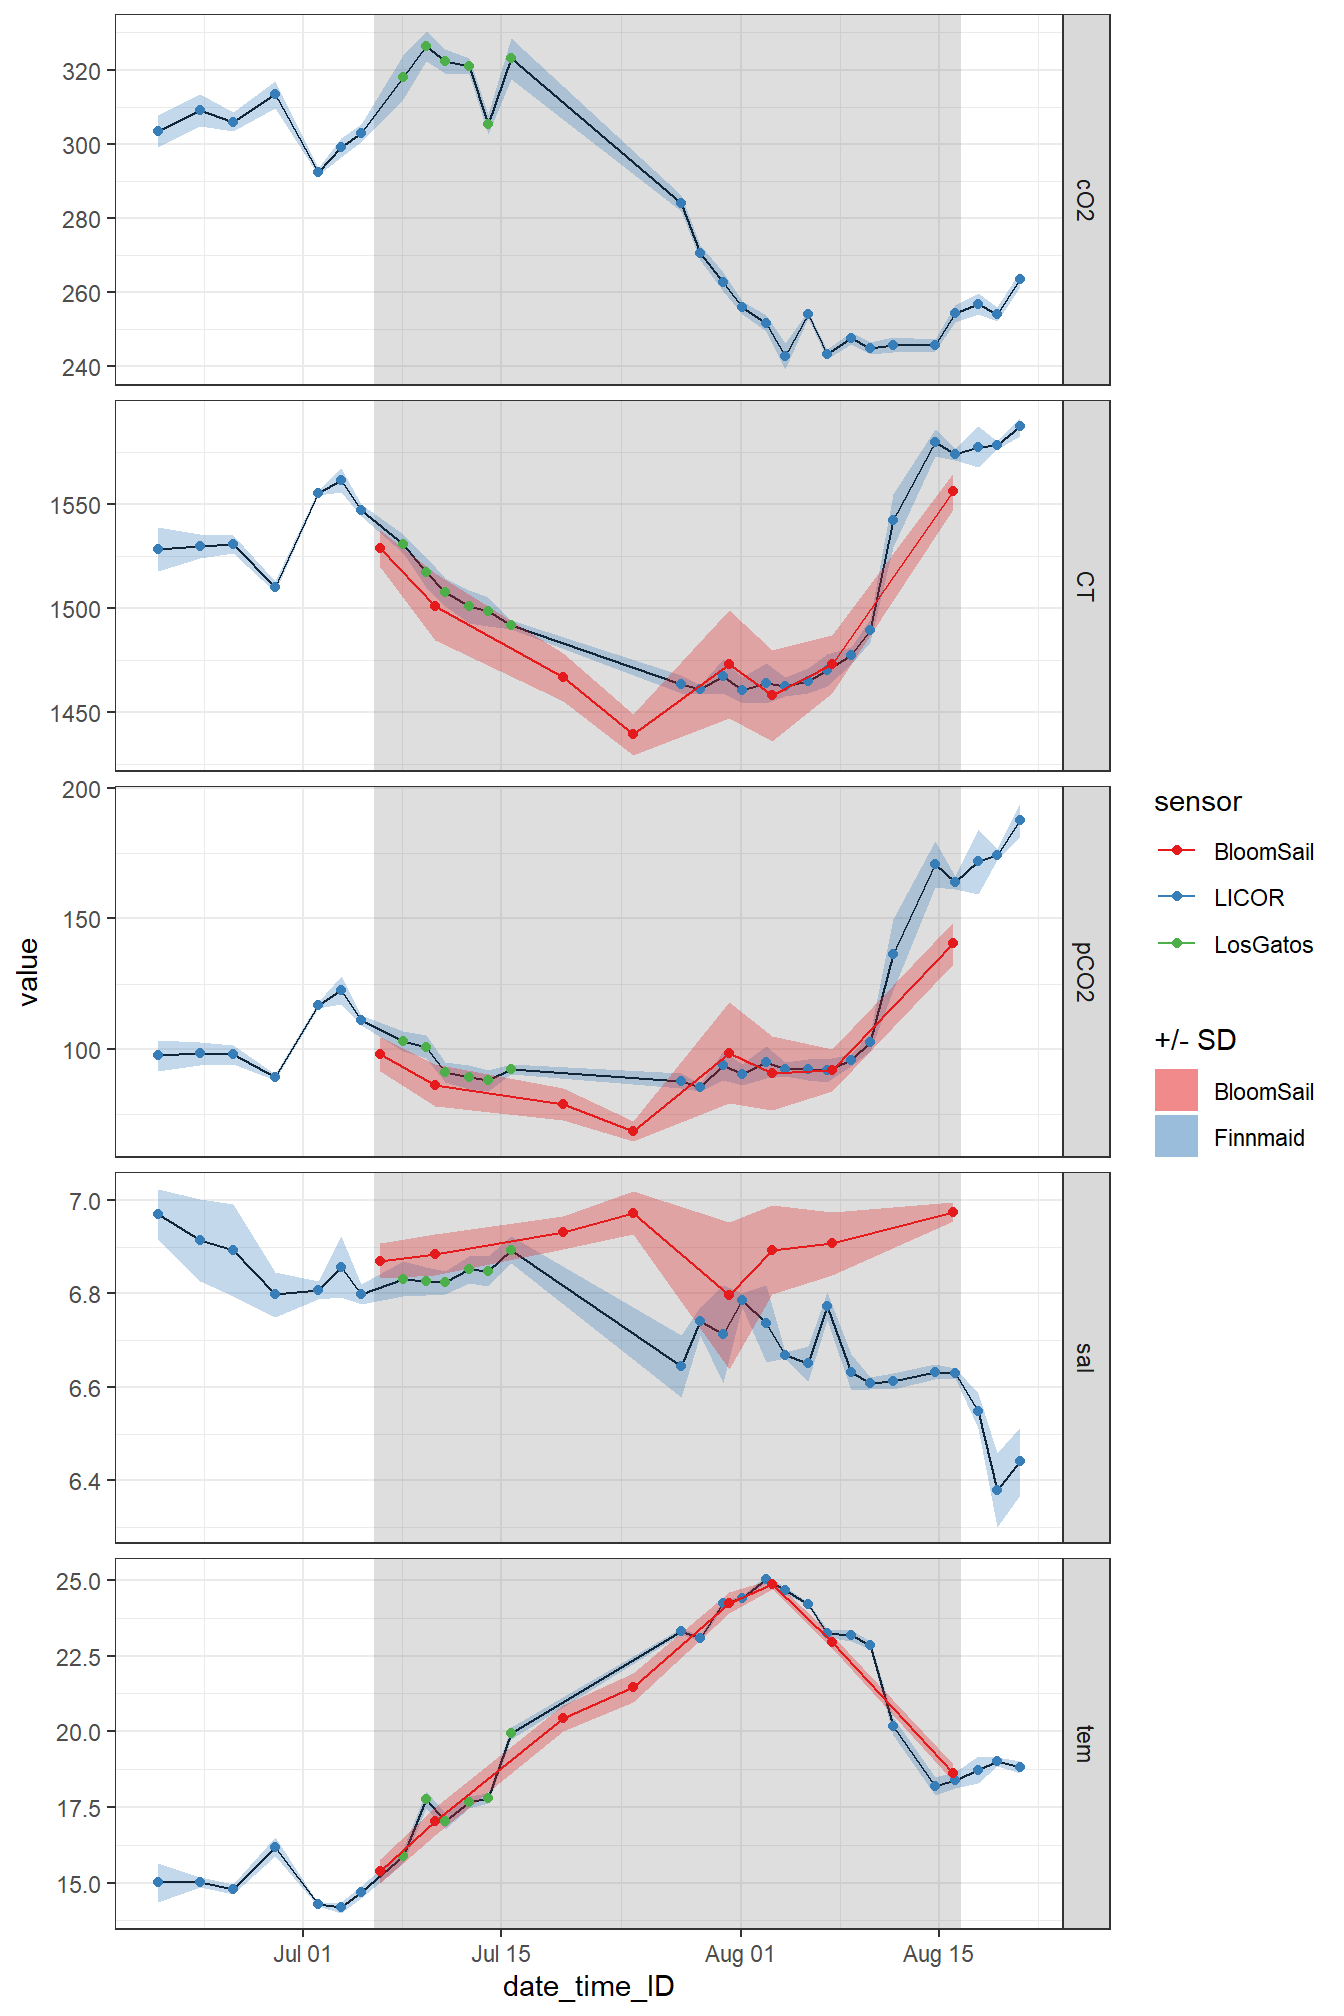 320
300
280
260
240
cO2
1550
1500
1450
CT
200
150
100
pCO2
7.0
6.8
6.6
6.4
sal
25.0
22.5
20.0
17.5
15.0
tem
Jul 01
Jul 15
Aug 01
Aug 15
date_time_ID
value
sensor
BloomSail
LICOR
LosGatos
+/- SD
BloomSail
Finnmaid